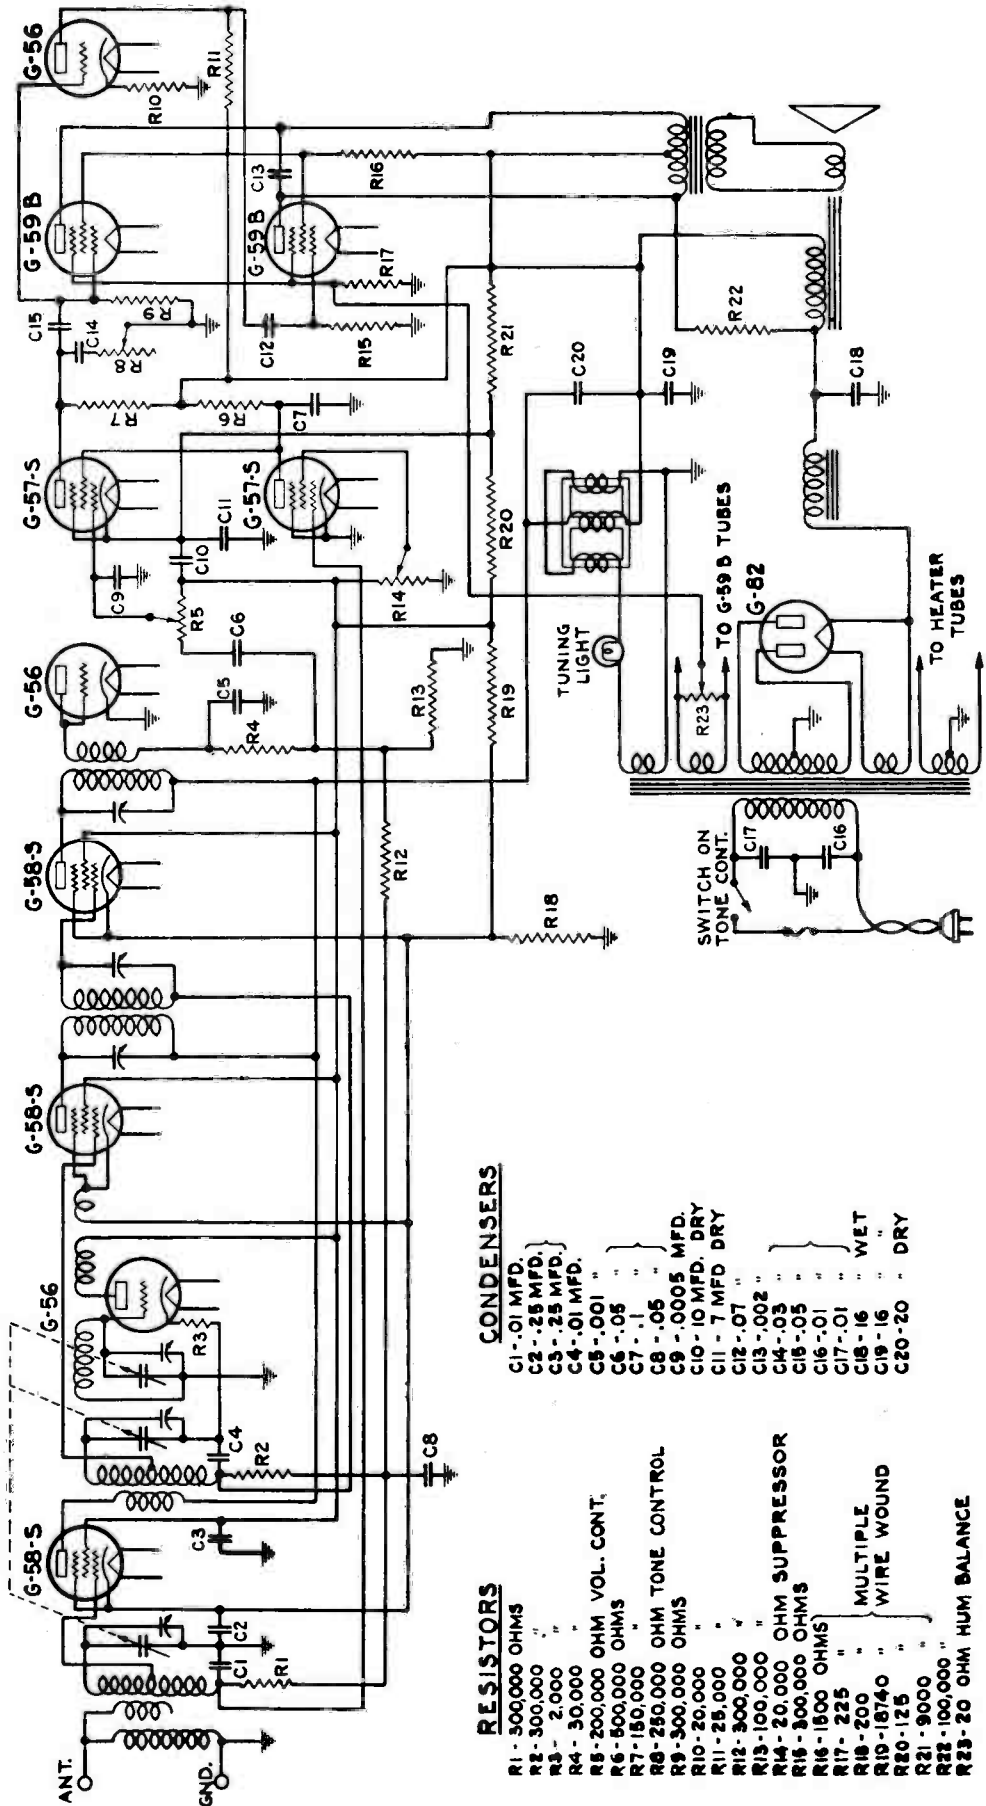 ANT.
GND.
G-58-S
G-56
G-58-S
G-58-S
G-56
G-57-S
G-57-S
G-59 B
G-59 B
G-56
C1
C2
R1
C3
C4
R2
R3
C8
R12
R18
R4
C5
C6
R13
R19
R5
C9
C10
C11
R14
R20
R7
R6
C7
C15
C14
R8
R9
C12
R15
R17
C13
R16
R21
R11
R10
R22
C20
C19
C18
TUNING
LIGHT
TO G-59 B TUBES
R23
G-82
TO HEATER
TUBES
SWITCH ON
TONE CONT.
C17
C16
RESISTORS
R1 - 300,000 OHMS
R2 - 300,000 "
R3 - 2,000 "
R4 - 30,000 "
R5 - 200,000 OHM VOL. CONT.
R6 - 500,000 OHMS
R7 - 150,000 "
R8 - 250,000 OHM TONE CONTROL
R9 - 300,000 OHMS
R10 - 20,000 "
R11 - 25,000 "
R12 - 300,000 "
R13 - 100,000 "
R14 - 20,000 OHM SUPPRESSOR
R15 - 300,000 OHMS
R16 - 1500 OHMS
R17 - 225 "
R18 - 200 " MULTIPLE
R19 - 18740 " WIRE WOUND
R20 - 125 "
R21 - 9000 "
R22 - 100,000 "
R23 - 20 OHM HUM BALANCE
CONDENSERS
C1 - .01 MFD.
C2 - .25 MFD.
C3 - .25 MFD.
C4 - .01 MFD.
C5 - .001 "
C6 - .05 "
C7 - .1 "
C8 - .05 "
C9 - .0005 MFD.
C10 - 10 MFD. DRY
C11 - 7 MFD DRY
C12 - .07 "
C13 - .002 "
C14 - .03 "
C15 - .05 "
C16 - .01 "
C17 - .01 "
C18 - 16 " WET
C19 - 16 " "
C20 - 20 " DRY